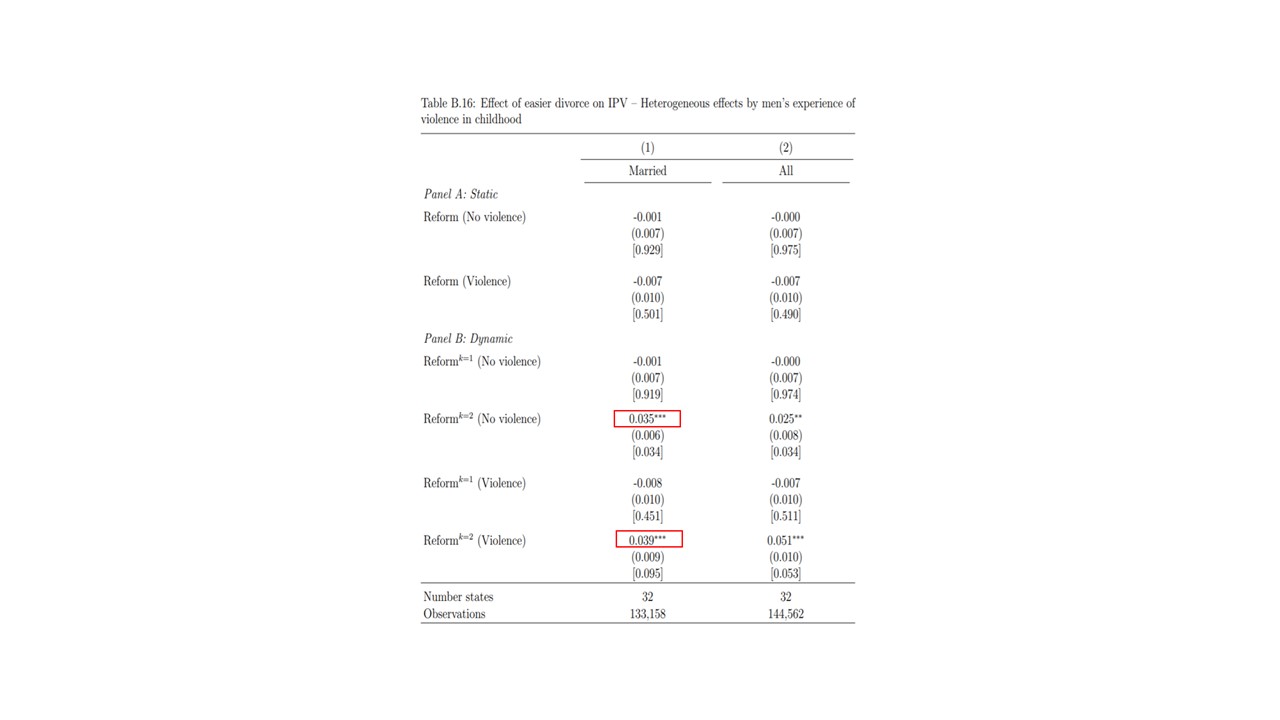 Table B.16: Effect of easier divorce on IPV – Heterogeneous effects by men's experience of
violence in childhood
(1) (2)
Married All
Panel A: Static
Reform (No violence) -0.001 -0.000
(0.007) (0.007)
[0.929] [0.975]
Reform (Violence) -0.007 -0.007
(0.010) (0.010)
[0.501] [0.490]
Panel B: Dynamic
Reform^k=1 (No violence) -0.001 -0.000
(0.007) (0.007)
[0.919] [0.974]
Reform^k=2 (No violence) 0.035*** 0.025**
(0.006) (0.008)
[0.034] [0.034]
Reform^k=1 (Violence) -0.008 -0.007
(0.010) (0.010)
[0.451] [0.511]
Reform^k=2 (Violence) 0.039*** 0.051***
(0.009) (0.010)
[0.095] [0.053]
Number states 32 32
Observations 133,158 144,562